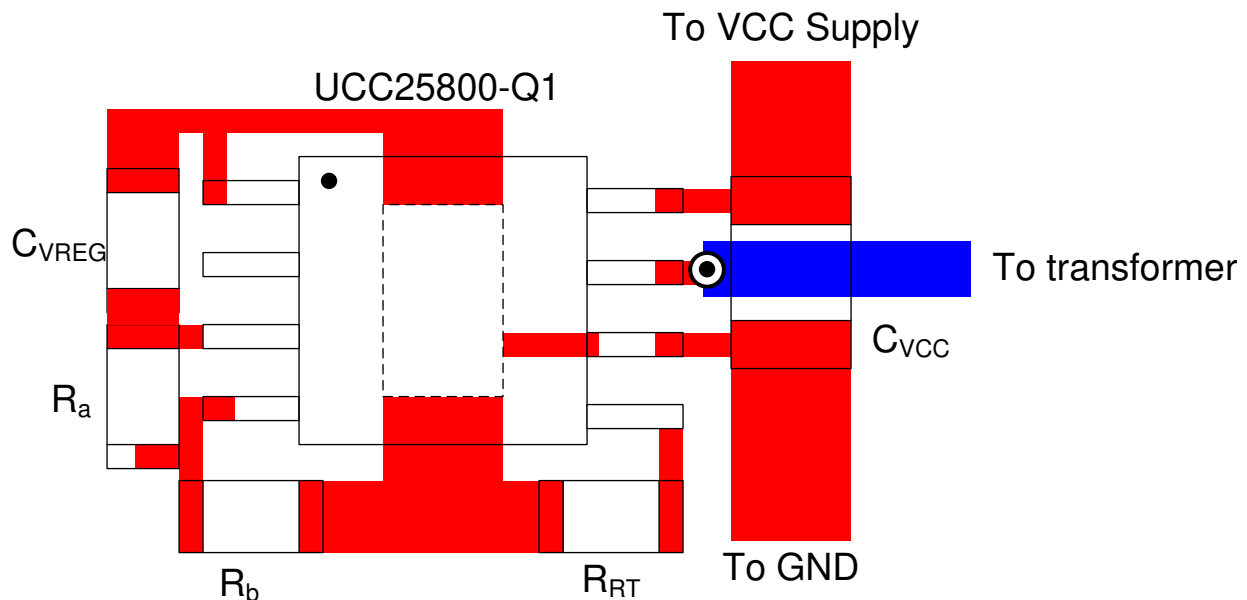 To VCC Supply
UCC25800-Q1
CVREG
To transformer
CVCC
Ra
Rb
RRT
To GND